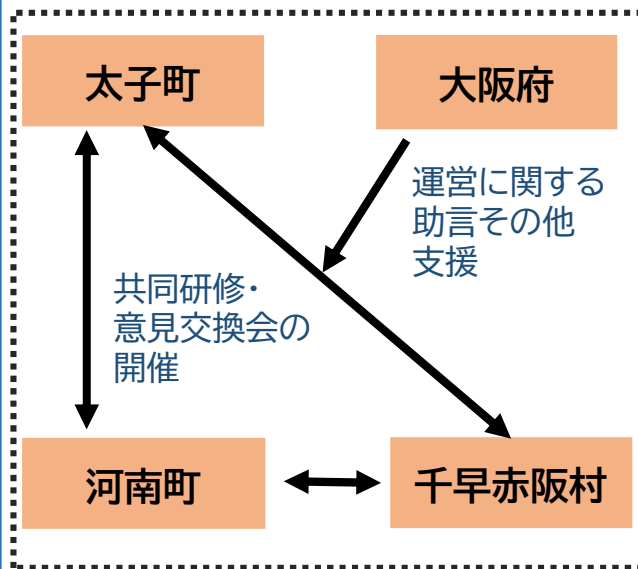 太子町
大阪府
運営に関する
助言その他
支援
共同研修・
意見交換会の
開催
河南町
千早赤阪村